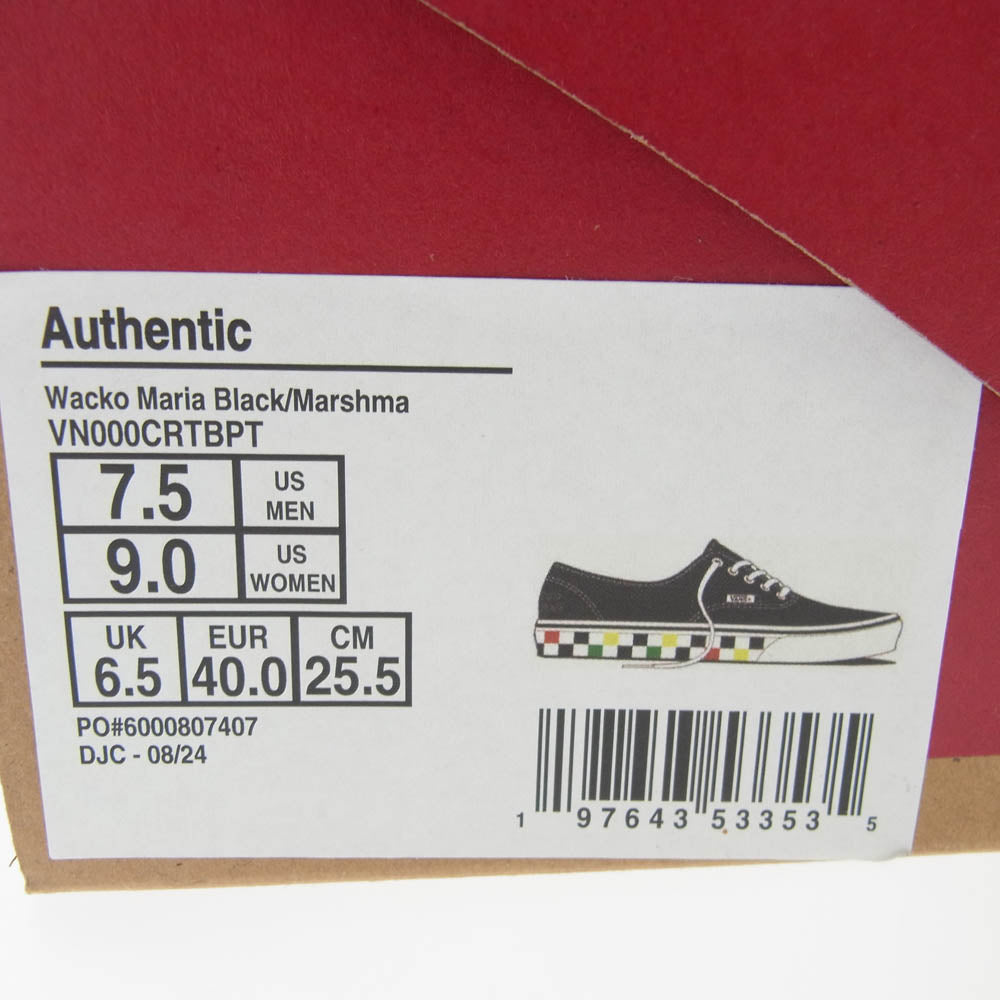 Authentic
Wacko Maria Black/Marshma
VN000CRTBPT
7.5 US MEN
9.0 US WOMEN
UK EUR CM
6.5 40.0 25.5
PO#6000807407
DJC - 08/24
VANS
1 97643 53353 5